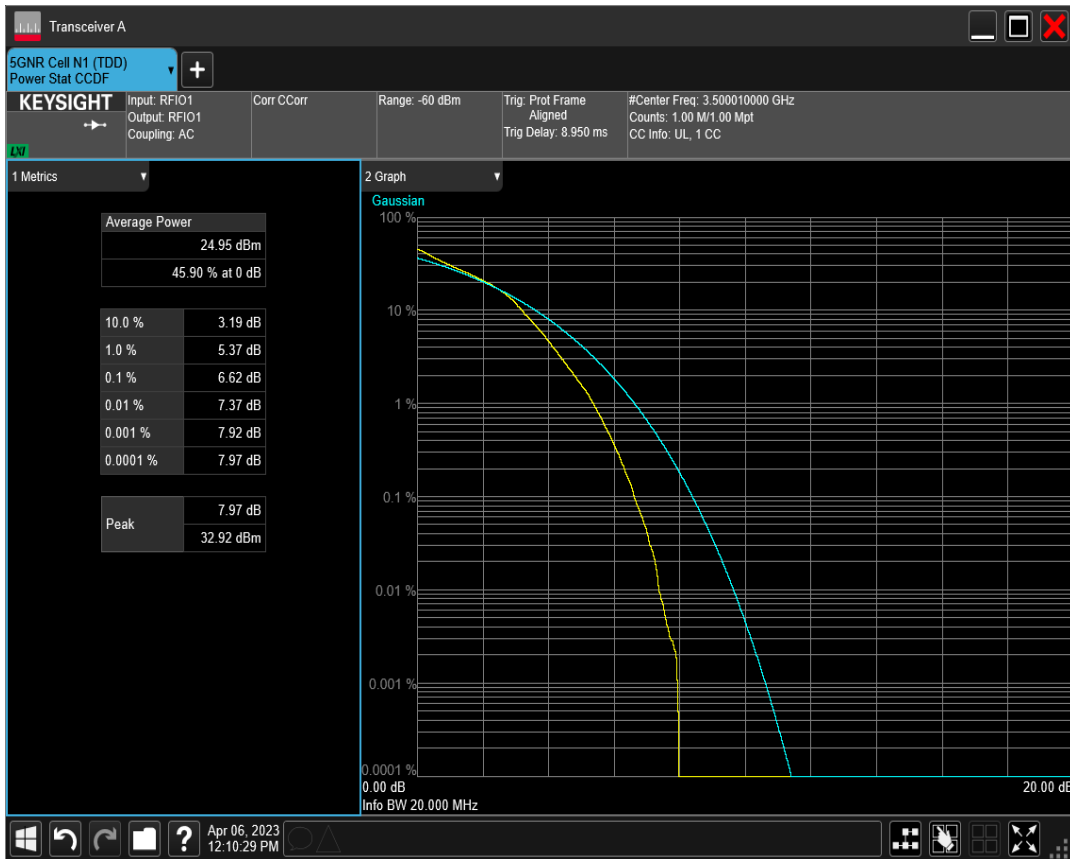 Transceiver A
5GNR Cell N1 (TDD)
Power Stat CCDF
+
KEYSIGHT
LXI
Input: RFIO1
Output: RFIO1
Coupling: AC
Corr CCorr
Range: -60 dBm
Trig: Prot Frame
Aligned
Trig Delay: 8.950 ms
#Center Freq: 3.500010000 GHz
Counts: 1.00 M/1.00 Mpt
CC Info: UL, 1 CC
1 Metrics
Average Power
24.95 dBm
45.90 % at 0 dB
10.0 % 3.19 dB
1.0 % 5.37 dB
0.1 % 6.62 dB
0.01 % 7.37 dB
0.001 % 7.92 dB
0.0001 % 7.97 dB
Peak
7.97 dB
32.92 dBm
2 Graph
Gaussian
100 %
10 %
1 %
0.1 %
0.01 %
0.001 %
0.0001 %
0.00 dB 20.00 dB
Info BW 20.000 MHz
?
Apr 06, 2023
12:10:29 PM